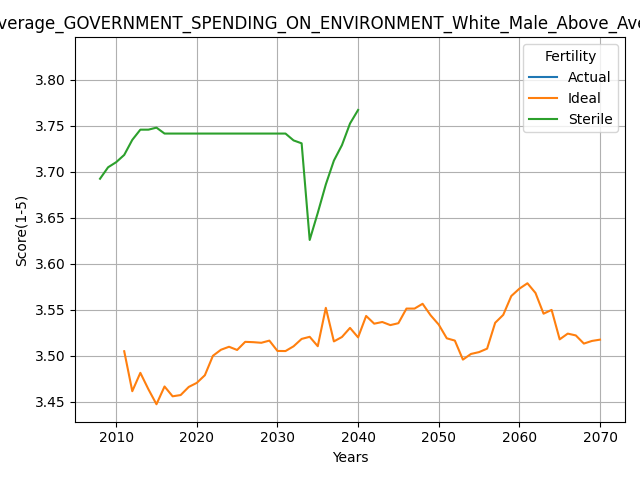 verage_GOVERNMENT_SPENDING_ON_ENVIRONMENT_White_Male_Above_Ave
Fertility
Actual
Ideal
Sterile
Score(1-5)
3.80
3.75
3.70
3.65
3.60
3.55
3.50
3.45
2010 2020 2030 2040 2050 2060 2070
Years